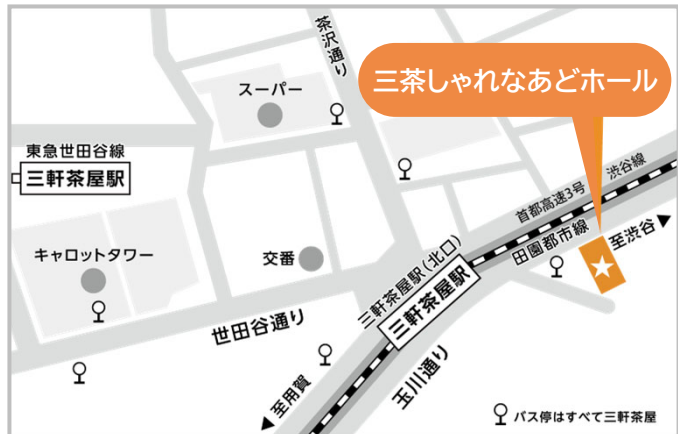 茶沢通り
三茶しゃれなあどホール
スーパー
東急世田谷線
三軒茶屋駅
首都高速3号 渋谷線
田園都市線
至渋谷▶
キャロットタワー
交番
三軒茶屋駅(北口)
三軒茶屋駅
世田谷通り
玉川通り
◀至用賀
バス停はすべて三軒茶屋